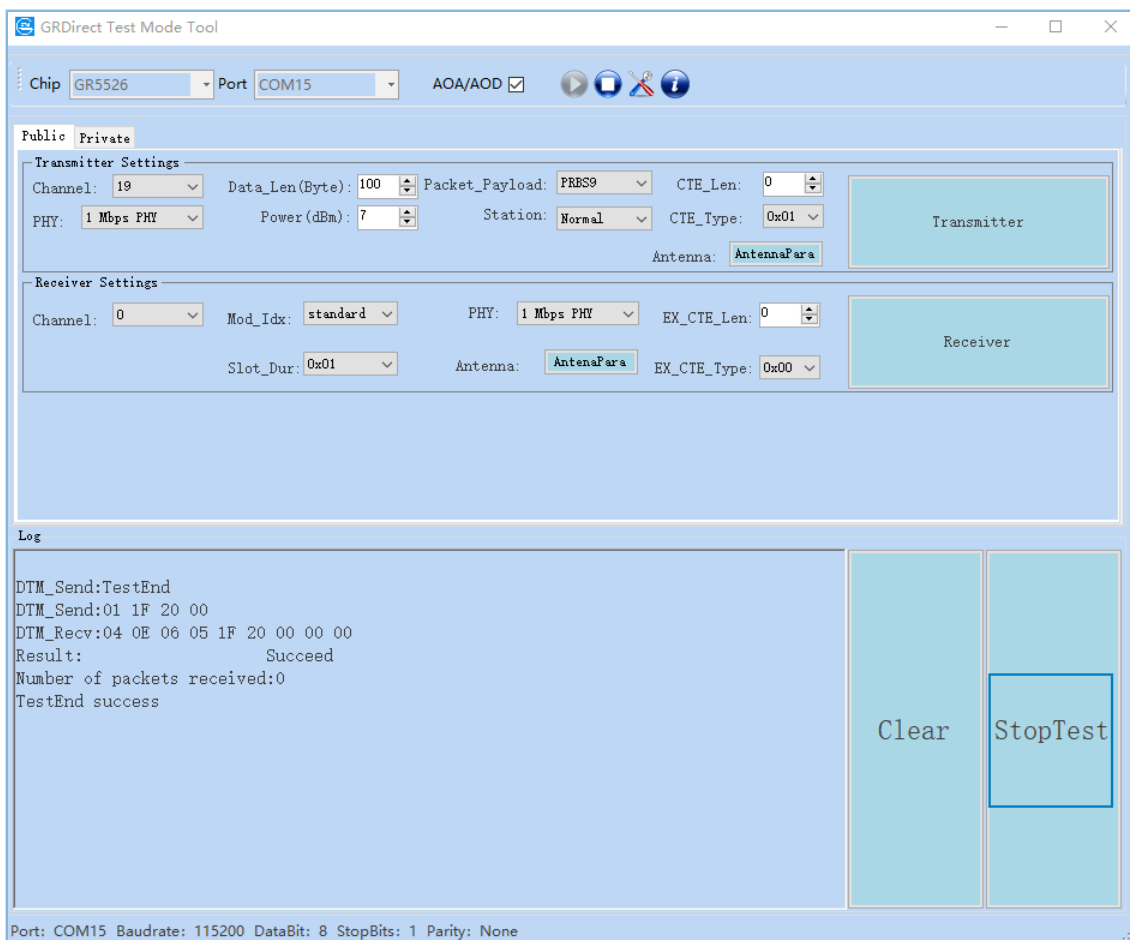 GRDirect Test Mode Tool
Chip GR5526 Port COM15 AOA/AOD
Public Private
Transmitter Settings
Channel: 19 Data_Len(Byte): 100 Packet_Payload: PRBS9 CTE_Len: 0
PHY: 1 Mbps PHY Power(dBm): 7 Station: Normal CTE_Type: 0x01
Transmitter
Antenna: AntennaPara
Receiver Settings
Channel: 0 Mod_Idx: standard PHY: 1 Mbps PHY EX_CTE_Len: 0
Receiver
Slot_Dur: 0x01 Antenna: AntenaPara EX_CTE_Type: 0x00
Log
DTM_Send:TestEnd
DTM_Send:01 1F 20 00
DTM_Recv:04 0E 06 05 1F 20 00 00 00
Result: Succeed
Number of packets received:0
TestEnd success
Clear StopTest
Port: COM15 Baudrate: 115200 DataBit: 8 StopBits: 1 Parity: None